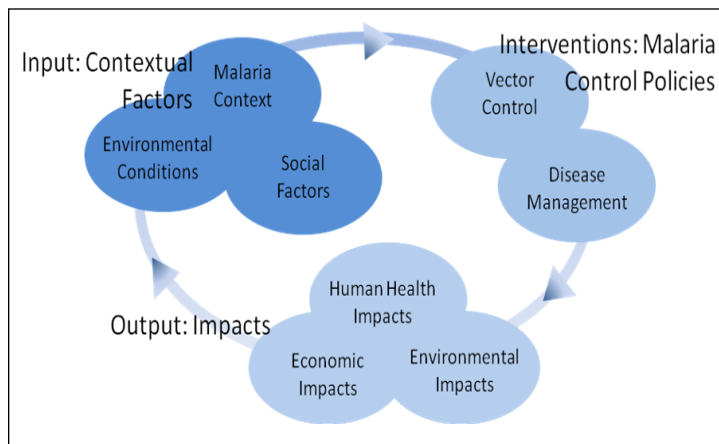 Input: Contextual
Factors
Malaria
Context
Environmental
Conditions
Social
Factors
Interventions: Malaria
Control Policies
Vector
Control
Disease
Management
Output: Impacts
Human Health
Impacts
Economic
Impacts
Environmental
Impacts